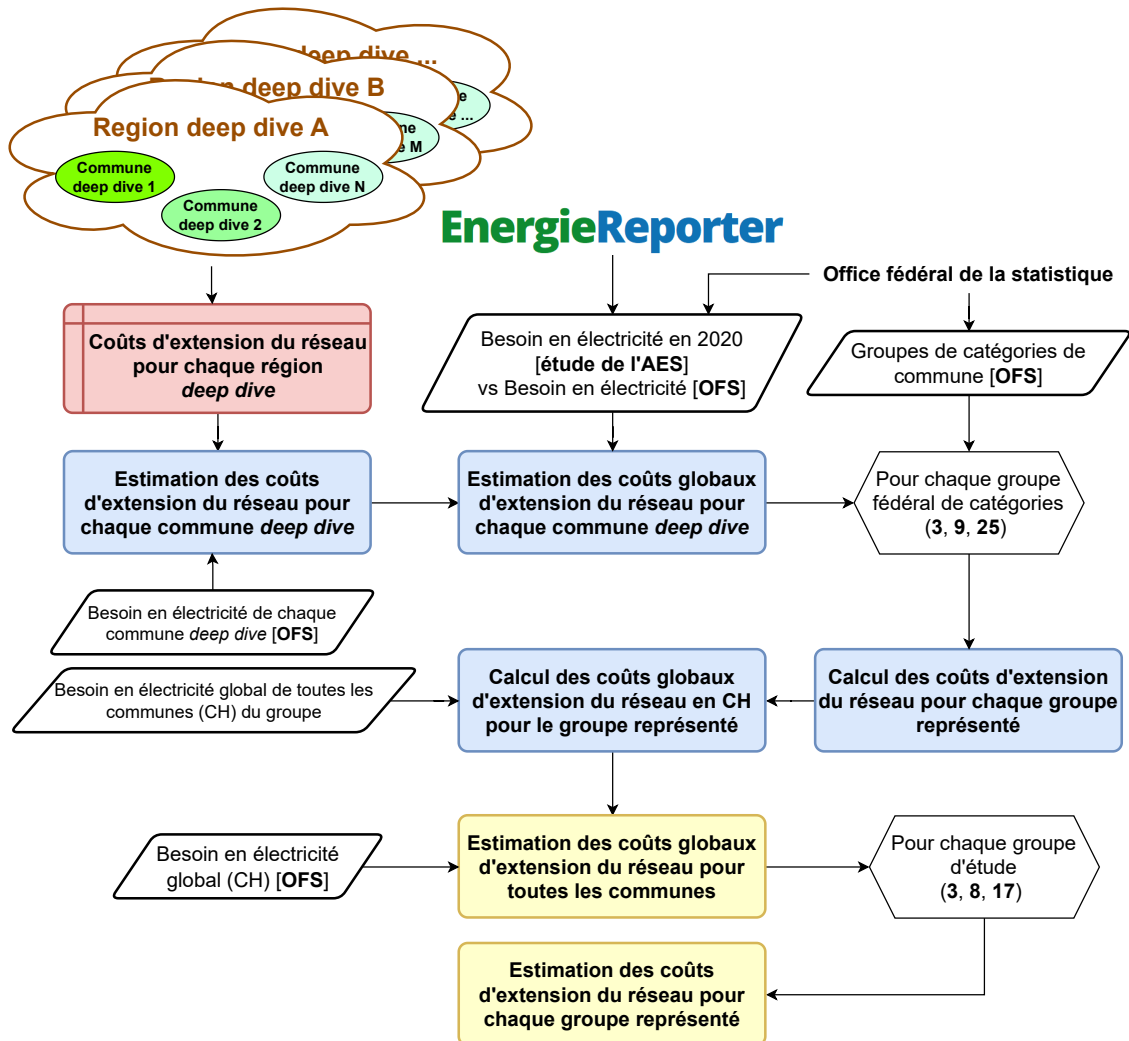 deep dive ...
deep dive B
Region deep dive A
Commune
deep dive 1
Commune
deep dive 2
Commune
deep dive N
M
...
EnergieReporter
Office fédéral de la statistique
Coûts d'extension du réseau
pour chaque région
deep dive
Besoin en électricité en 2020
[étude de l'AES]
vs Besoin en électricité [OFS]
Groupes de catégories de
commune [OFS]
Estimation des coûts
d'extension du réseau pour
chaque commune deep dive
Estimation des coûts globaux
d'extension du réseau pour
chaque commune deep dive
Pour chaque groupe
fédéral de catégories
(3, 9, 25)
Besoin en électricité de chaque
commune deep dive [OFS]
Besoin en électricité global de toutes les
communes (CH) du groupe
Calcul des coûts globaux
d'extension du réseau en CH
pour le groupe représenté
Calcul des coûts d'extension
du réseau pour chaque groupe
représenté
Besoin en électricité
global (CH) [OFS]
Estimation des coûts globaux
d'extension du réseau pour
toutes les communes
Pour chaque groupe
d'étude
(3, 8, 17)
Estimation des coûts
d'extension du réseau pour
chaque groupe représenté